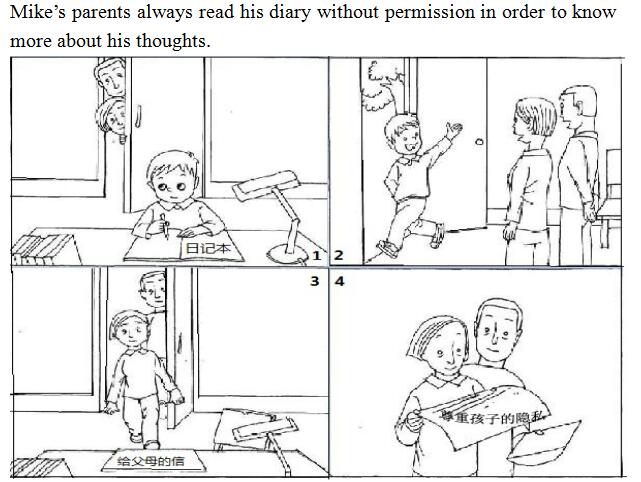 Mike’s parents always read his diary without permission in order to know
more about his thoughts.
日记本
1
2
3
4
给父母的信
尊重孩子的隐私